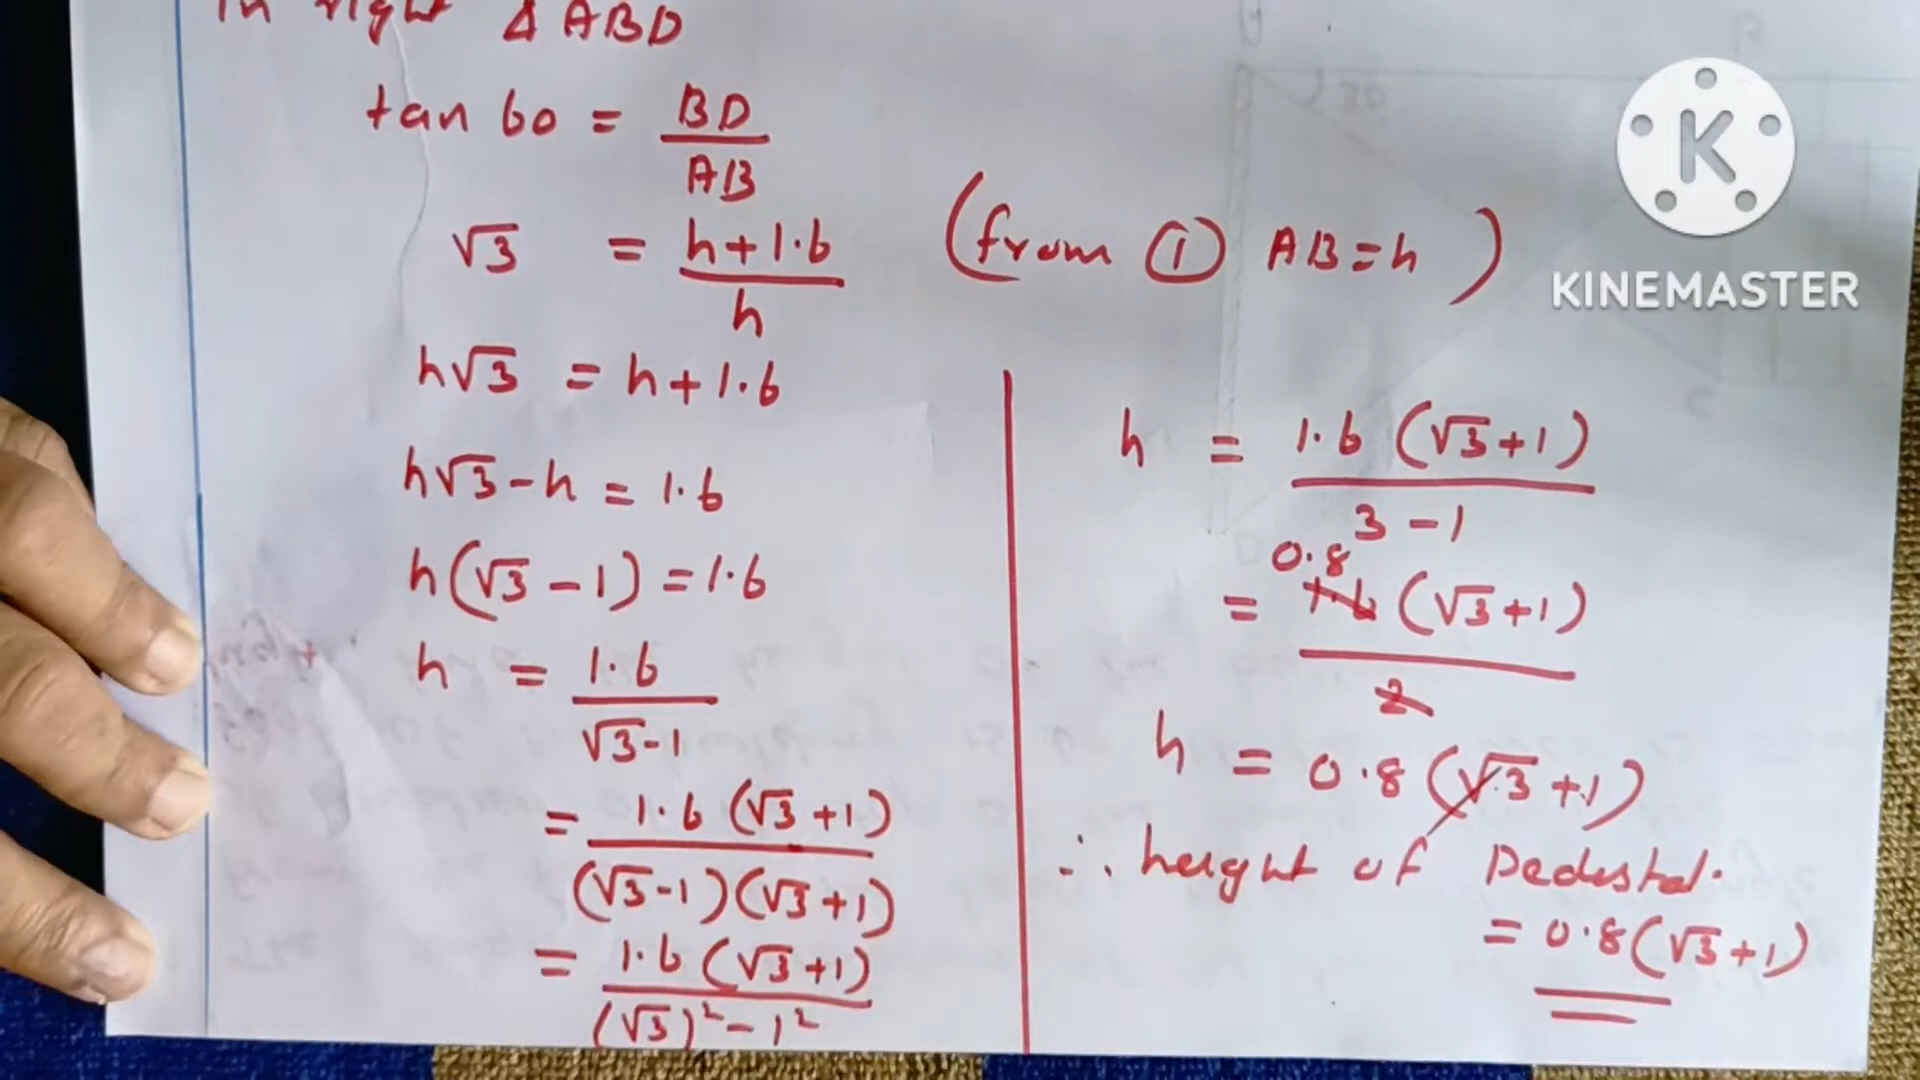 In right Δ ABD
tan 60 = BD / AB
√3 = h+1.6 / h (from ① AB=h)
h√3 = h+1.6
h√3-h = 1.6
h(√3-1) = 1.6
h = 1.6 / √3-1
= 1.6 (√3+1) / (√3-1)(√3+1)
= 1.6 (√3+1) / (√3)²-1²
h = 1.6 (√3+1) / 3-1
0.8
= 1.6 (√3+1) / 2
h = 0.8 (√3+1)
∴ height of Pedestal.
= 0.8(√3+1)
KINEMASTER